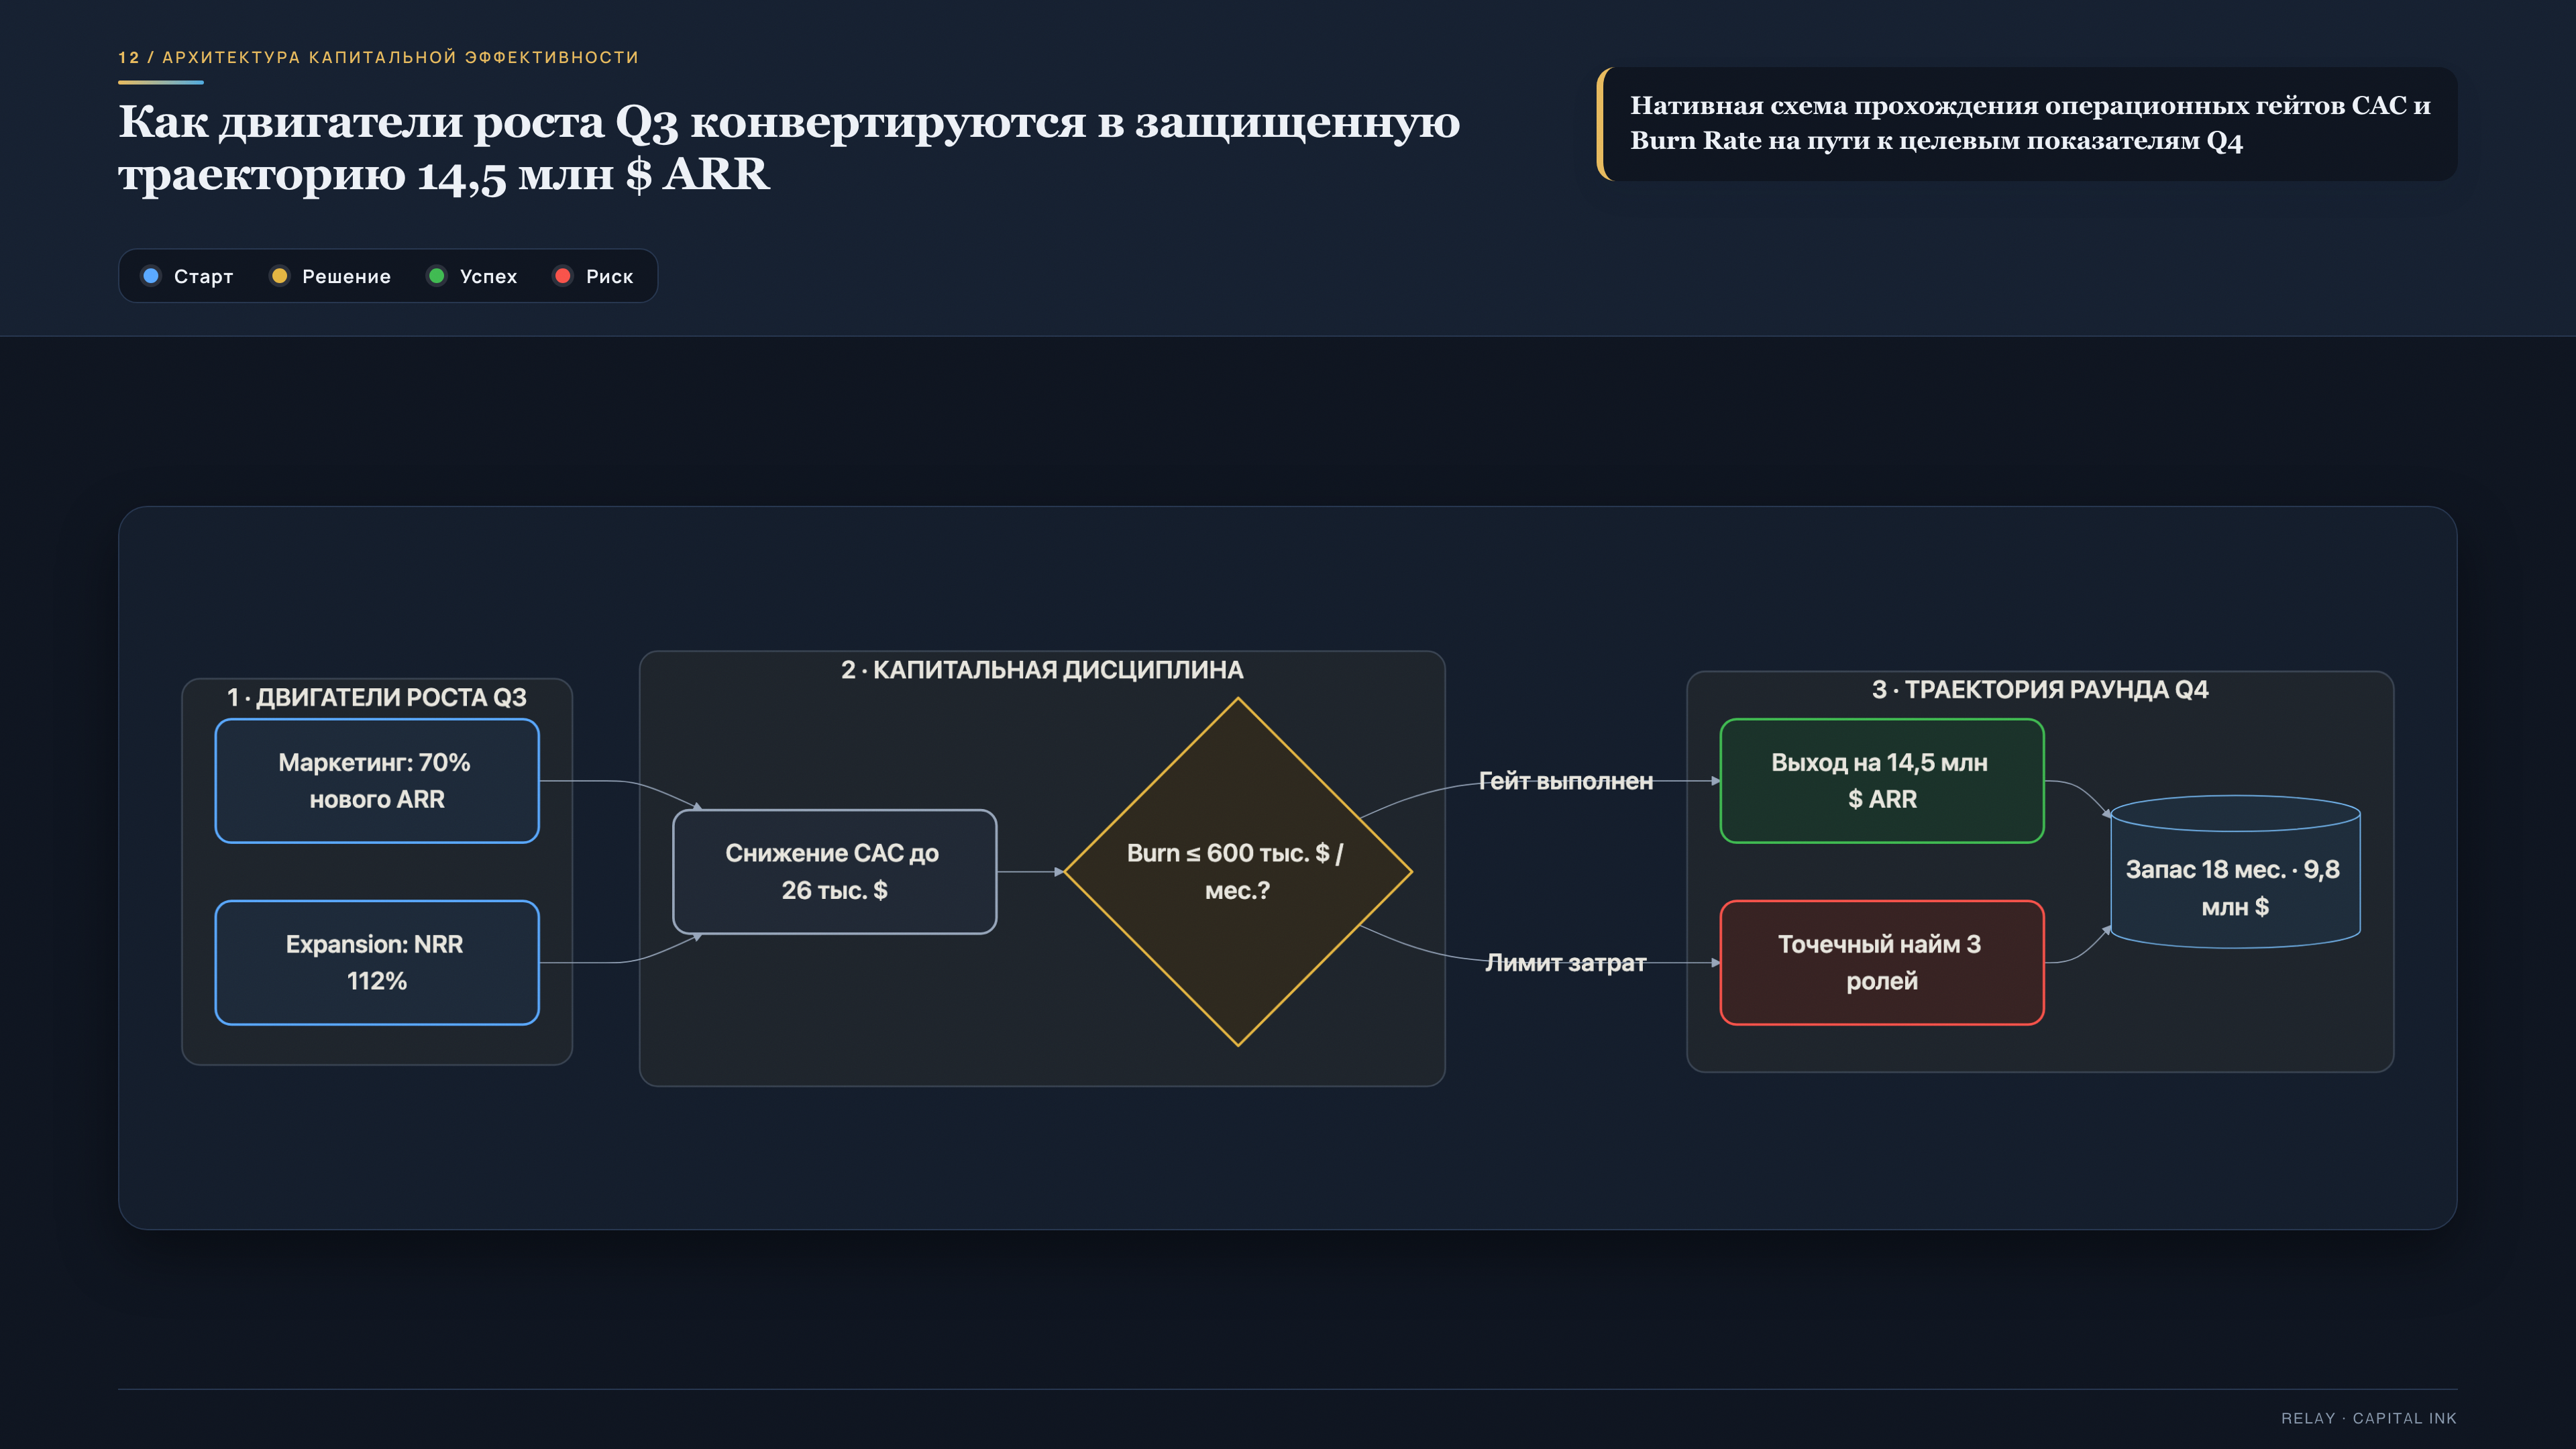 12 / АРХИТЕКТУРА КАПИТАЛЬНОЙ ЭФФЕКТИВНОСТИ
Как двигатели роста Q3 конвертируются в защищенную
траекторию 14,5 млн $ ARR
Нативная схема прохождения операционных гейтов CAC и
Burn Rate на пути к целевым показателям Q4
Старт
Решение
Успех
Риск
1 · ДВИГАТЕЛИ РОСТА Q3
Маркетинг: 70%
нового ARR
Expansion: NRR
112%
2 · КАПИТАЛЬНАЯ ДИСЦИПЛИНА
Снижение CAC до
26 тыс. $
Burn ≤ 600 тыс. $ /
мес.?
Гейт выполнен
Лимит затрат
3 · ТРАЕКТОРИЯ РАУНДА Q4
Выход на 14,5 млн
$ ARR
Точечный найм 3
ролей
Запас 18 мес. · 9,8
млн $
RELAY · CAPITAL INK